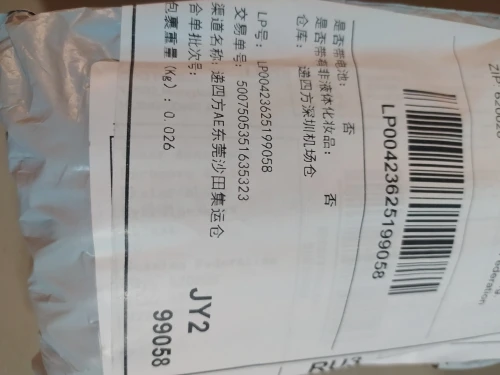 ederation
LP00423625199058
是否带电池: 否
是否带有非液体化妆品: 否
仓库: 递四方深圳机场仓
LP号: LP00423625199058
交易单号: 5007505351635323
渠道名称: 递四方AE东莞沙田集运仓
合单批次号:
包裹重量(Kg) : 0.026
JY2
99058